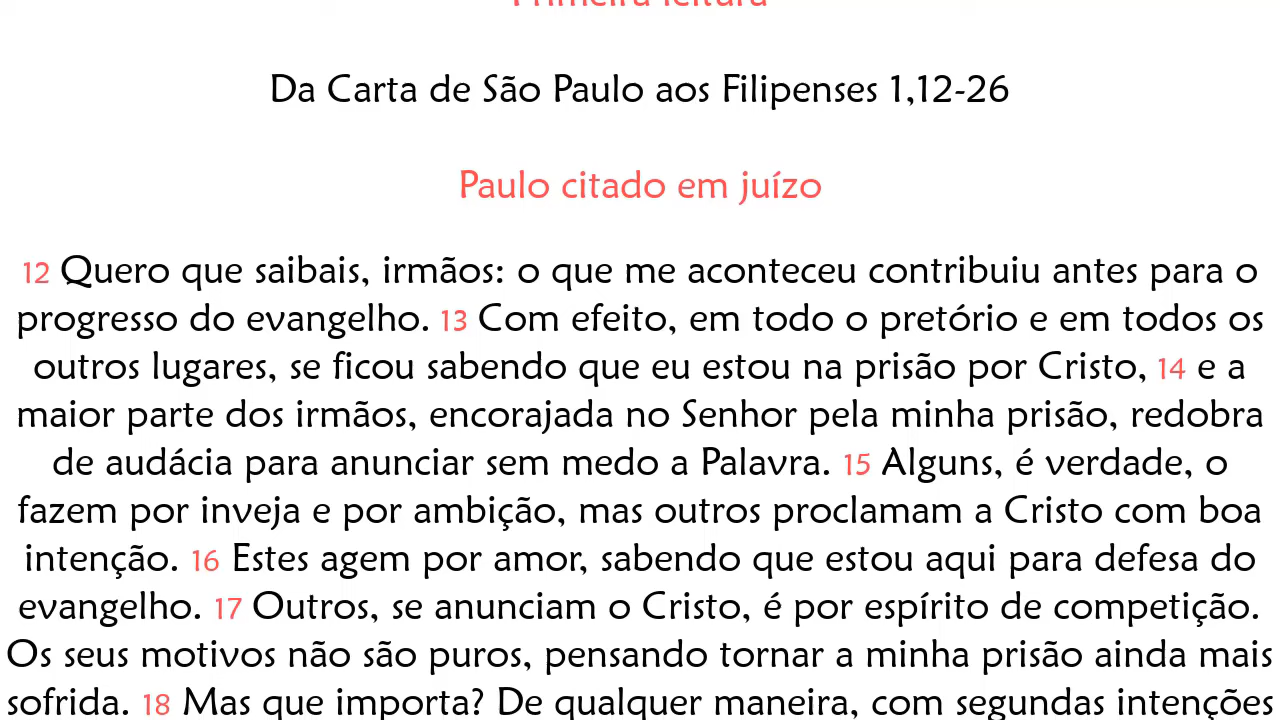 Primeira leitura
Da Carta de São Paulo aos Filipenses 1,12-26
Paulo citado em juízo
12 Quero que saibais, irmãos: o que me aconteceu contribuiu antes para o
progresso do evangelho. 13 Com efeito, em todo o pretório e em todos os
outros lugares, se ficou sabendo que eu estou na prisão por Cristo, 14 e a
maior parte dos irmãos, encorajada no Senhor pela minha prisão, redobra
de audácia para anunciar sem medo a Palavra. 15 Alguns, é verdade, o
fazem por inveja e por ambição, mas outros proclamam a Cristo com boa
intenção. 16 Estes agem por amor, sabendo que estou aqui para defesa do
evangelho. 17 Outros, se anunciam o Cristo, é por espírito de competição.
Os seus motivos não são puros, pensando tornar a minha prisão ainda mais
sofrida. 18 Mas que importa? De qualquer maneira, com segundas intenções